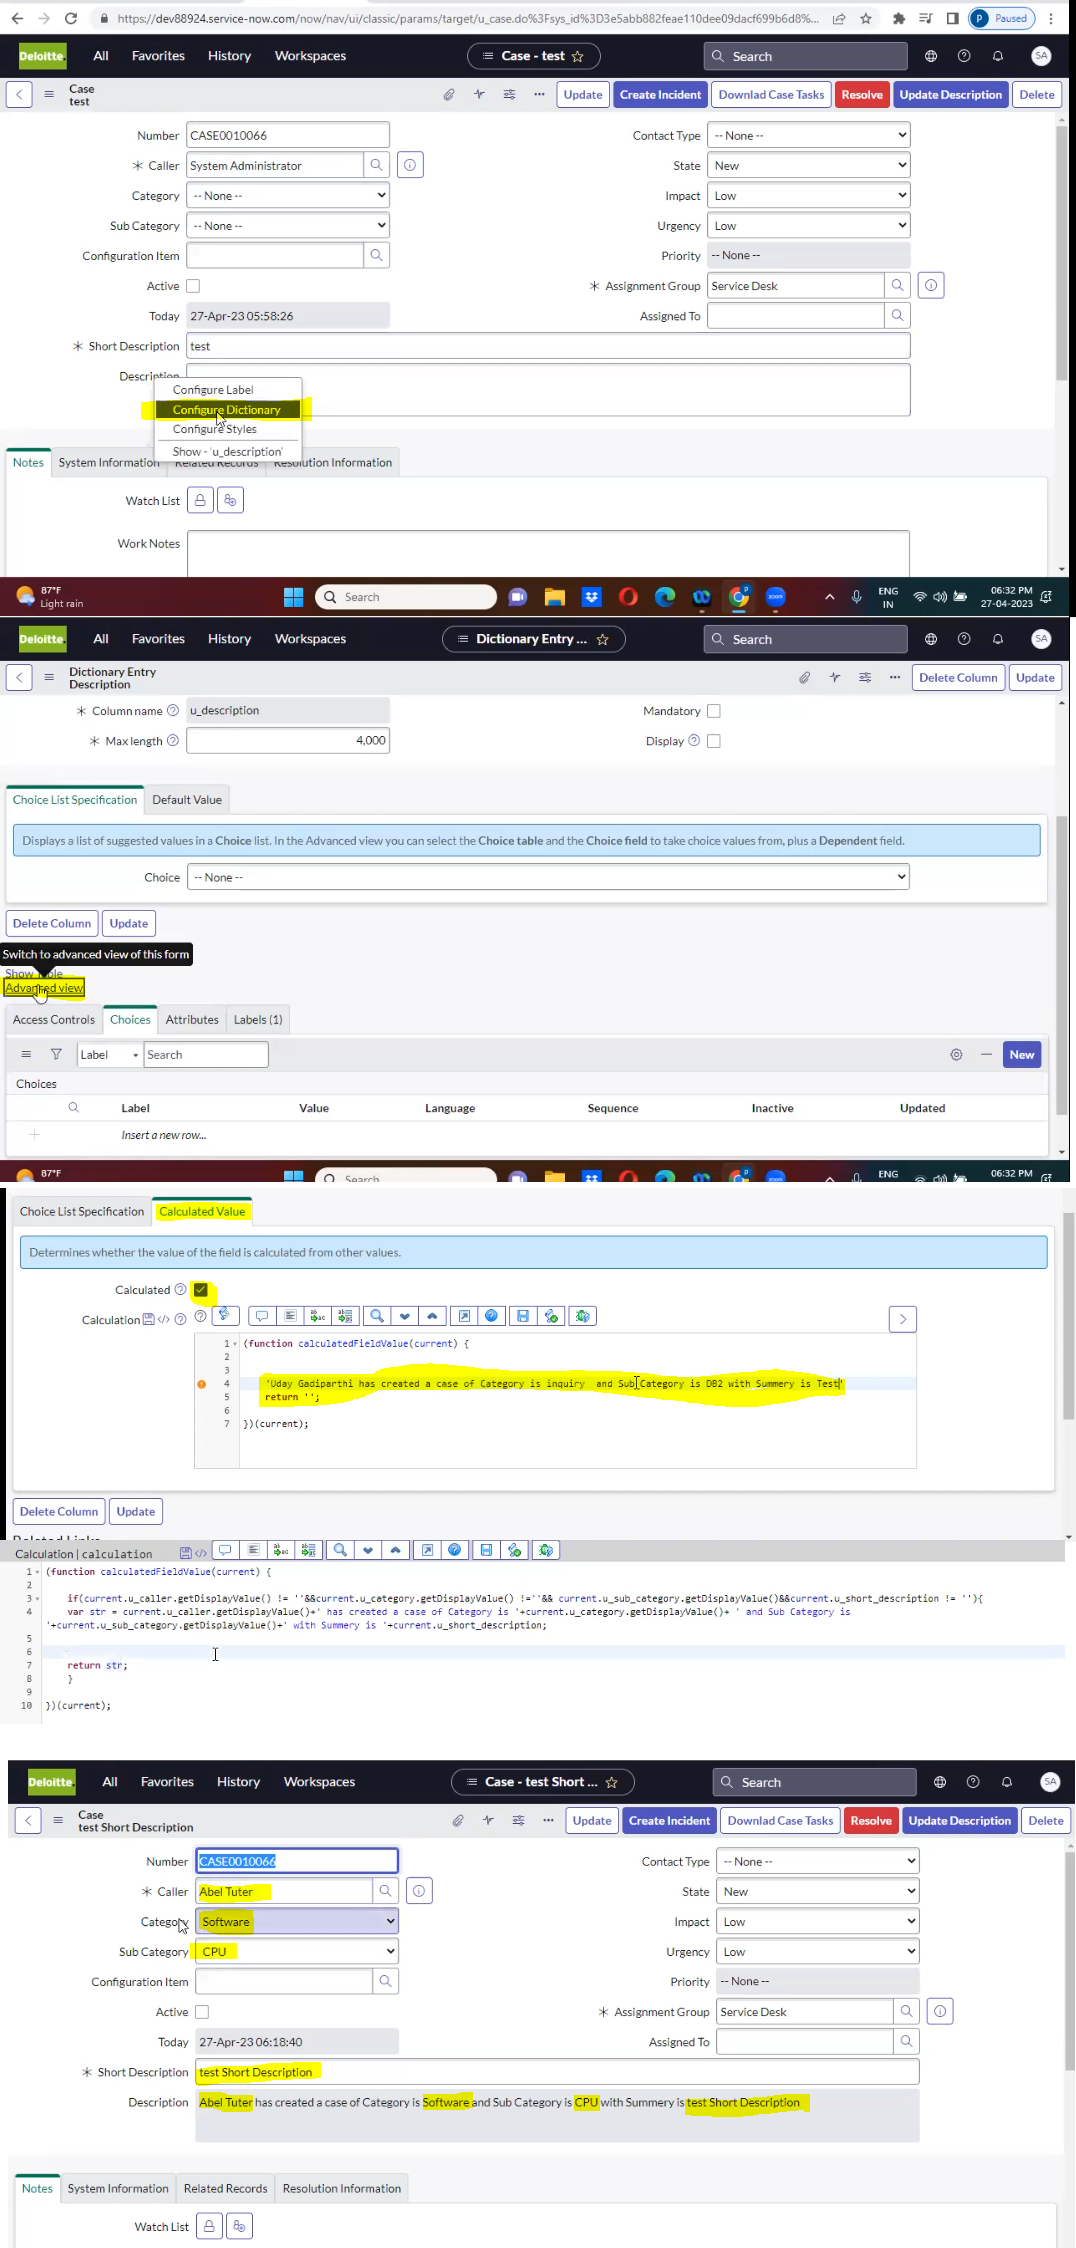 https://dev88924.service-now.com/now/nav/ui/classic/params/target/u_case.do%3Fsys_id%3D3e5abb882feae110dee09dacf699b6d8%... Paused
Deloitte. All Favorites History Workspaces Case - test Search SA
Case
test
Update Create Incident Downlad Case Tasks Resolve Update Description Delete
Number CASE0010066 Contact Type -- None --
Caller System Administrator State New
Category -- None -- Impact Low
Sub Category -- None -- Urgency Low
Configuration Item Priority -- None --
Active Assignment Group Service Desk
Today 27-Apr-23 05:58:26 Assigned To
Short Description test
Description
Configure Label
Configure Dictionary
Configure Styles
Show - 'u_description'
Notes System Information Related Records Resolution Information
Watch List
Work Notes
87°F
Light rain
Search
ENG
IN
06:32 PM
27-04-2023
Deloitte. All Favorites History Workspaces Dictionary Entry ... Search SA
Dictionary Entry
Description
Delete Column Update
Column name u_description Mandatory
Max length 4,000 Display
Choice List Specification Default Value
Displays a list of suggested values in a Choice list. In the Advanced view you can select the Choice table and the Choice field to take choice values from, plus a Dependent field.
Choice -- None --
Delete Column Update
Switch to advanced view of this form
Show Table
Advanced view
Access Controls Choices Attributes Labels (1)
Label Search New
Choices
Label Value Language Sequence Inactive Updated
Insert a new row...
87°F Search ENG 06:32 PM
Choice List Specification Calculated Value
Determines whether the value of the field is calculated from other values.
Calculated
Calculation
1 (function calculatedFieldValue(current) {
2
3
4 'Uday Gadiparthi has created a case of Category is inquiry  and Sub Category is DB2 with Summery is Test'
5 return '';
6
7 })(current);
Delete Column Update
Related Links
Calculation | calculation
1 (function calculatedFieldValue(current) {
2
3 if(current.u_caller.getDisplayValue() != ''&&current.u_category.getDisplayValue() !=''&& current.u_sub_category.getDisplayValue()&&current.u_short_description != ''){
4 var str = current.u_caller.getDisplayValue()+' has created a case of Category is '+current.u_category.getDisplayValue()+ ' and Sub Category is
'+current.u_sub_category.getDisplayValue()+' with Summery is '+current.u_short_description;
5
6
7 return str;
8 }
9
10 })(current);
Deloitte. All Favorites History Workspaces Case - test Short ... Search SA
Case
test Short Description
Update Create Incident Downlad Case Tasks Resolve Update Description Delete
Number CASE0010066 Contact Type -- None --
Caller Abel Tuter State New
Category Software Impact Low
Sub Category CPU Urgency Low
Configuration Item Priority -- None --
Active Assignment Group Service Desk
Today 27-Apr-23 06:18:40 Assigned To
Short Description test Short Description
Description Abel Tuter has created a case of Category is Software and Sub Category is CPU with Summery is test Short Description
Notes System Information Related Records Resolution Information
Watch List